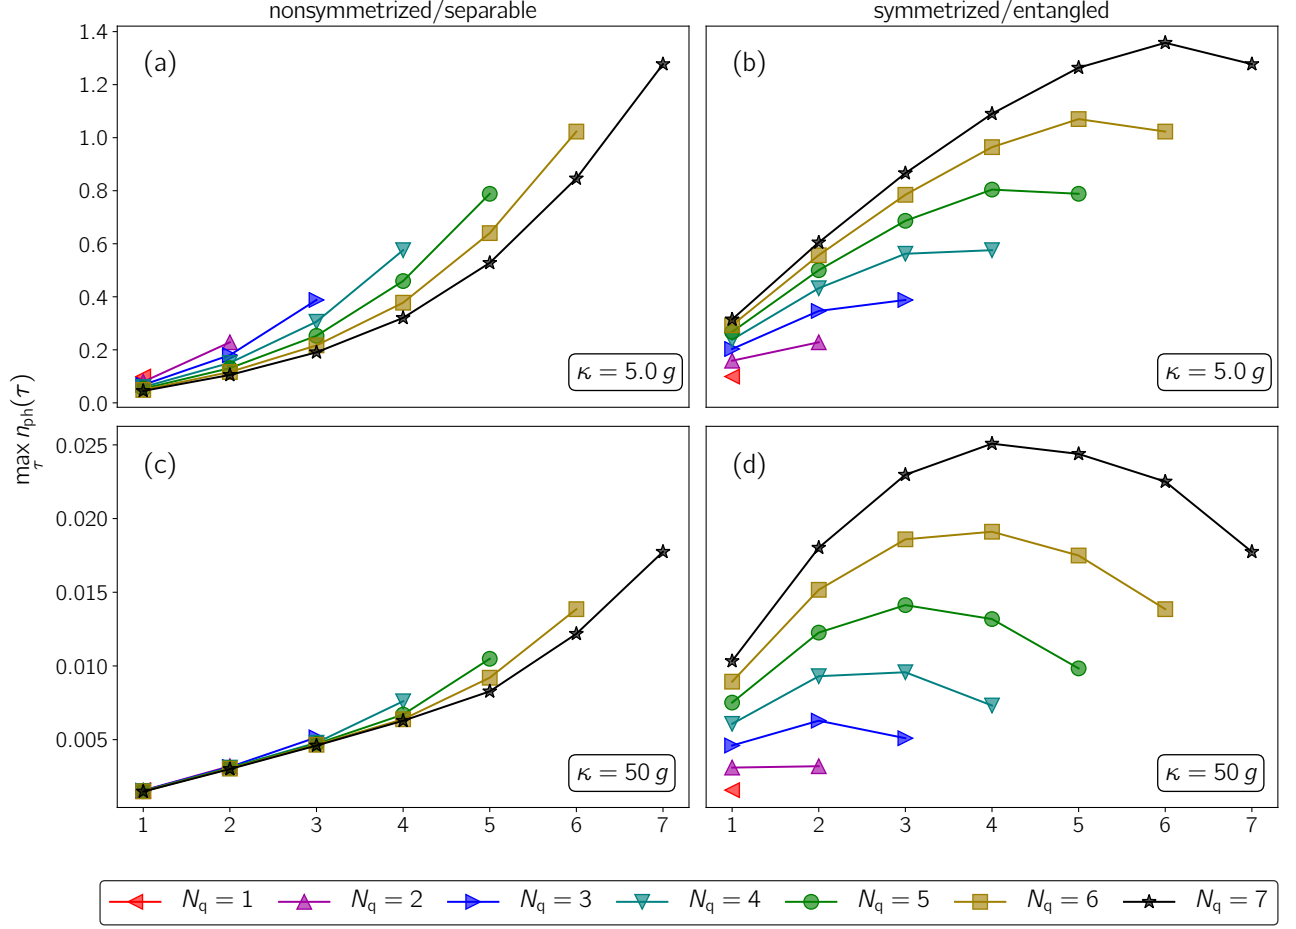 nonsymmetrized/separable
symmetrized/entangled
(a)
(b)
1.4
1.2
1.0
0.8
0.6
0.4
0.2
0.0
κ = 5.0 g
κ = 5.0 g
max n_ph(τ)
τ
(c)
(d)
0.025
0.020
0.015
0.010
0.005
κ = 50 g
κ = 50 g
1 2 3 4 5 6 7
1 2 3 4 5 6 7
N_q = 1 N_q = 2 N_q = 3 N_q = 4 N_q = 5 N_q = 6 N_q = 7